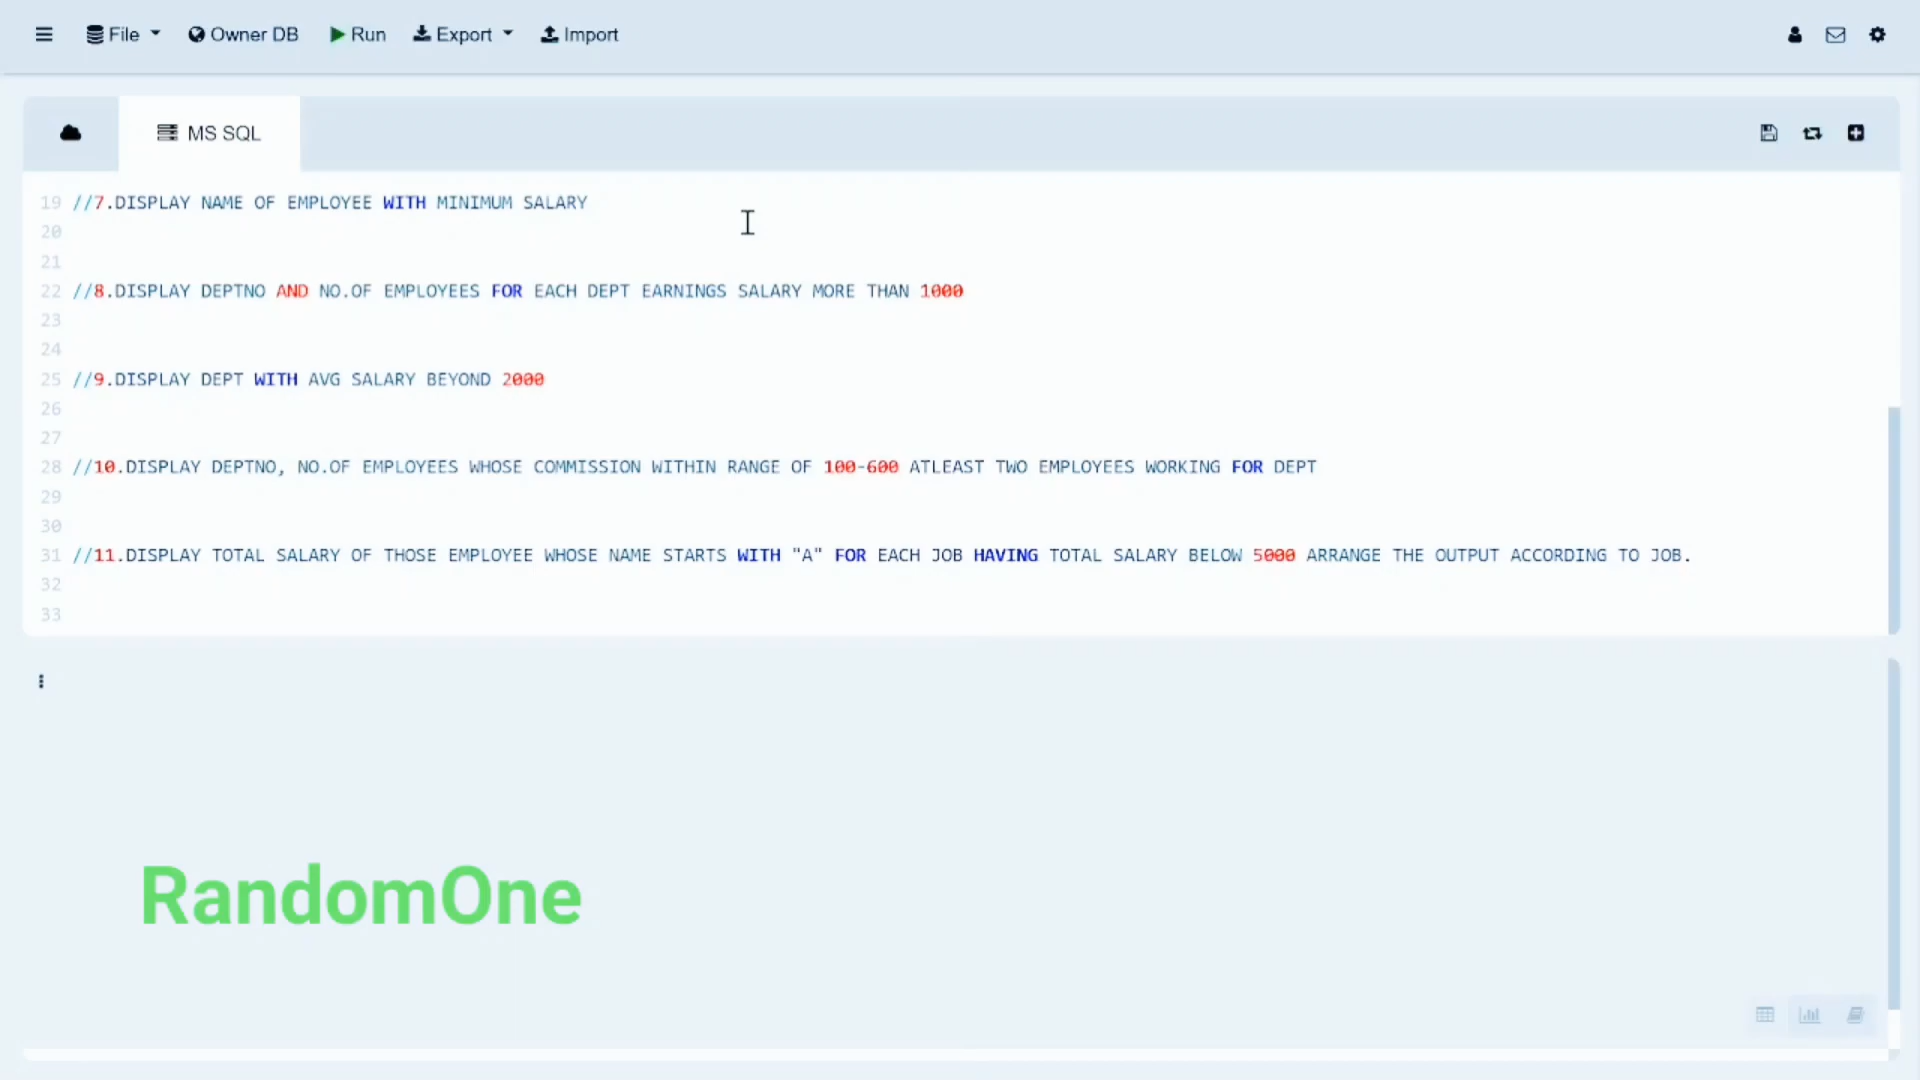 File Owner DB Run Export Import
MS SQL
19 //7.DISPLAY NAME OF EMPLOYEE WITH MINIMUM SALARY
20
21
22 //8.DISPLAY DEPTNO AND NO.OF EMPLOYEES FOR EACH DEPT EARNINGS SALARY MORE THAN 1000
23
24
25 //9.DISPLAY DEPT WITH AVG SALARY BEYOND 2000
26
27
28 //10.DISPLAY DEPTNO, NO.OF EMPLOYEES WHOSE COMMISSION WITHIN RANGE OF 100-600 ATLEAST TWO EMPLOYEES WORKING FOR DEPT
29
30
31 //11.DISPLAY TOTAL SALARY OF THOSE EMPLOYEE WHOSE NAME STARTS WITH "A" FOR EACH JOB HAVING TOTAL SALARY BELOW 5000 ARRANGE THE OUTPUT ACCORDING TO JOB.
32
33
RandomOne